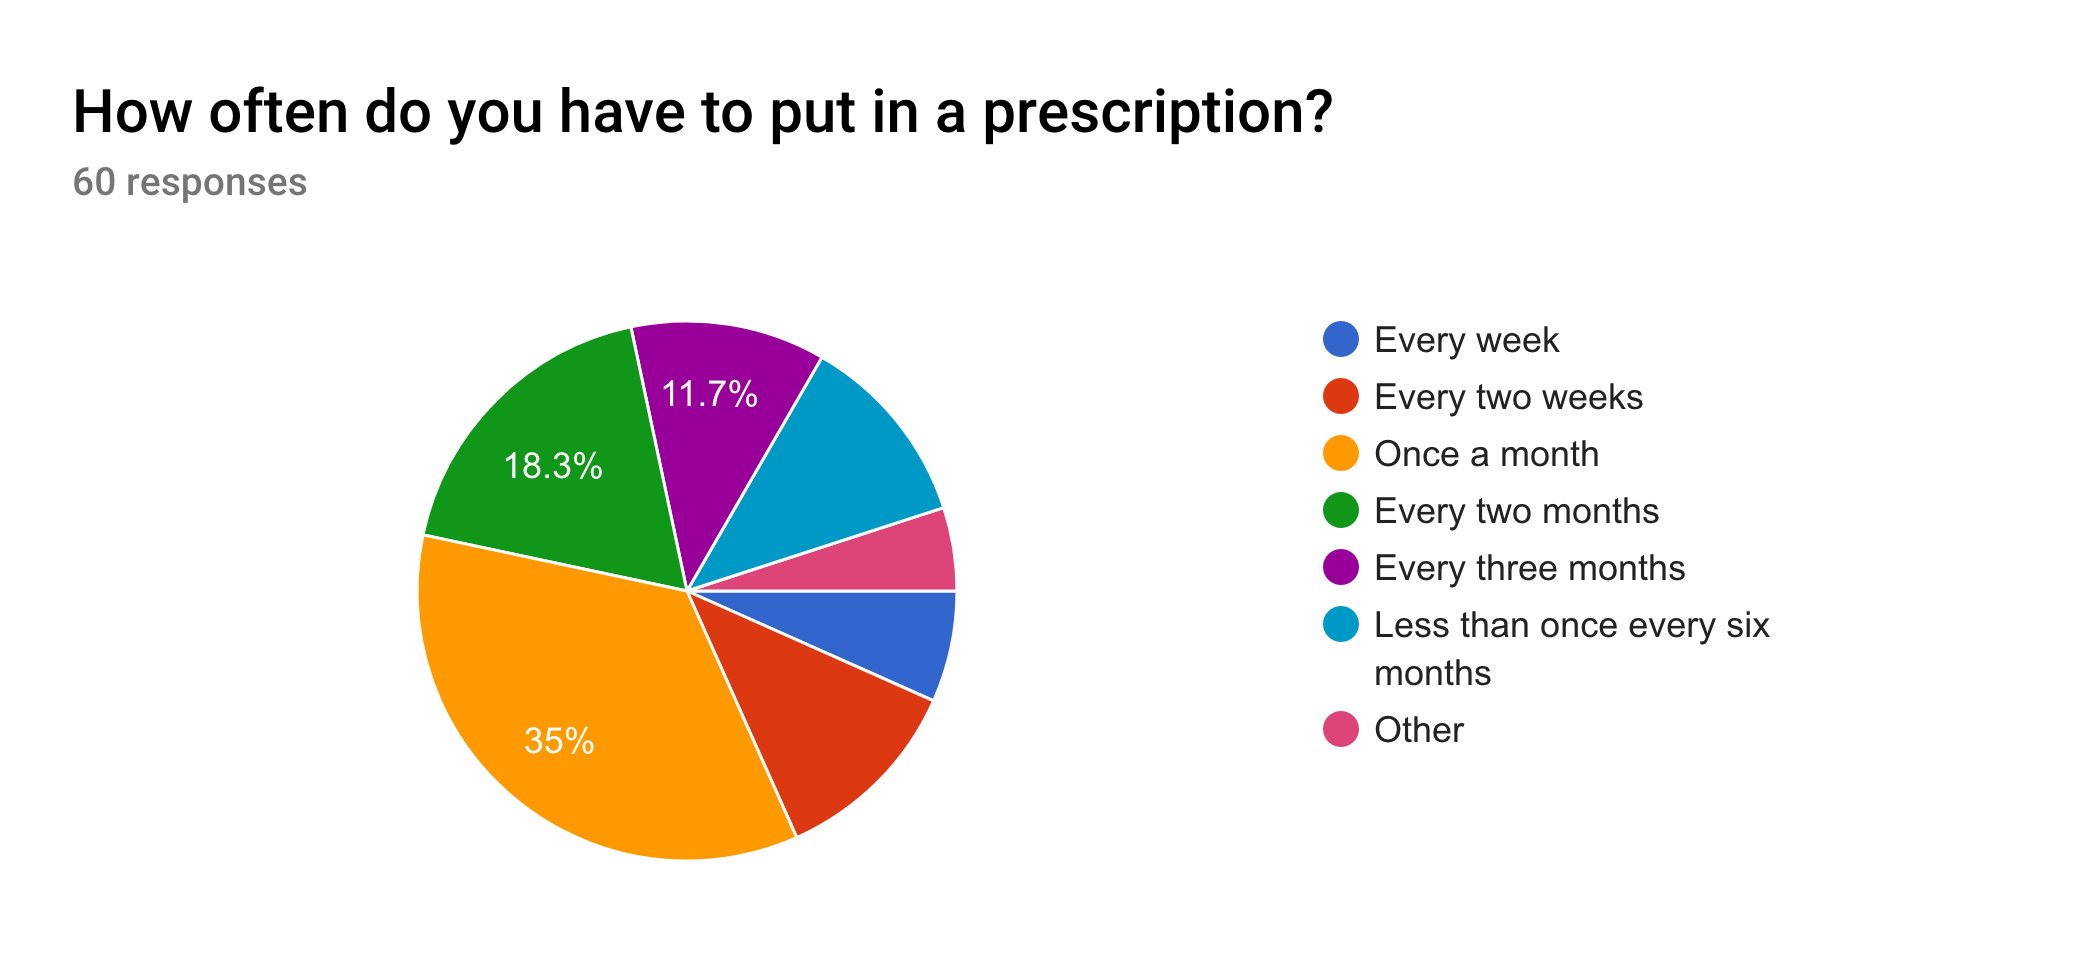 How often do you have to put in a prescription?
60 responses
11.7%
18.3%
35%
Every week
Every two weeks
Once a month
Every two months
Every three months
Less than once every six
months
Other